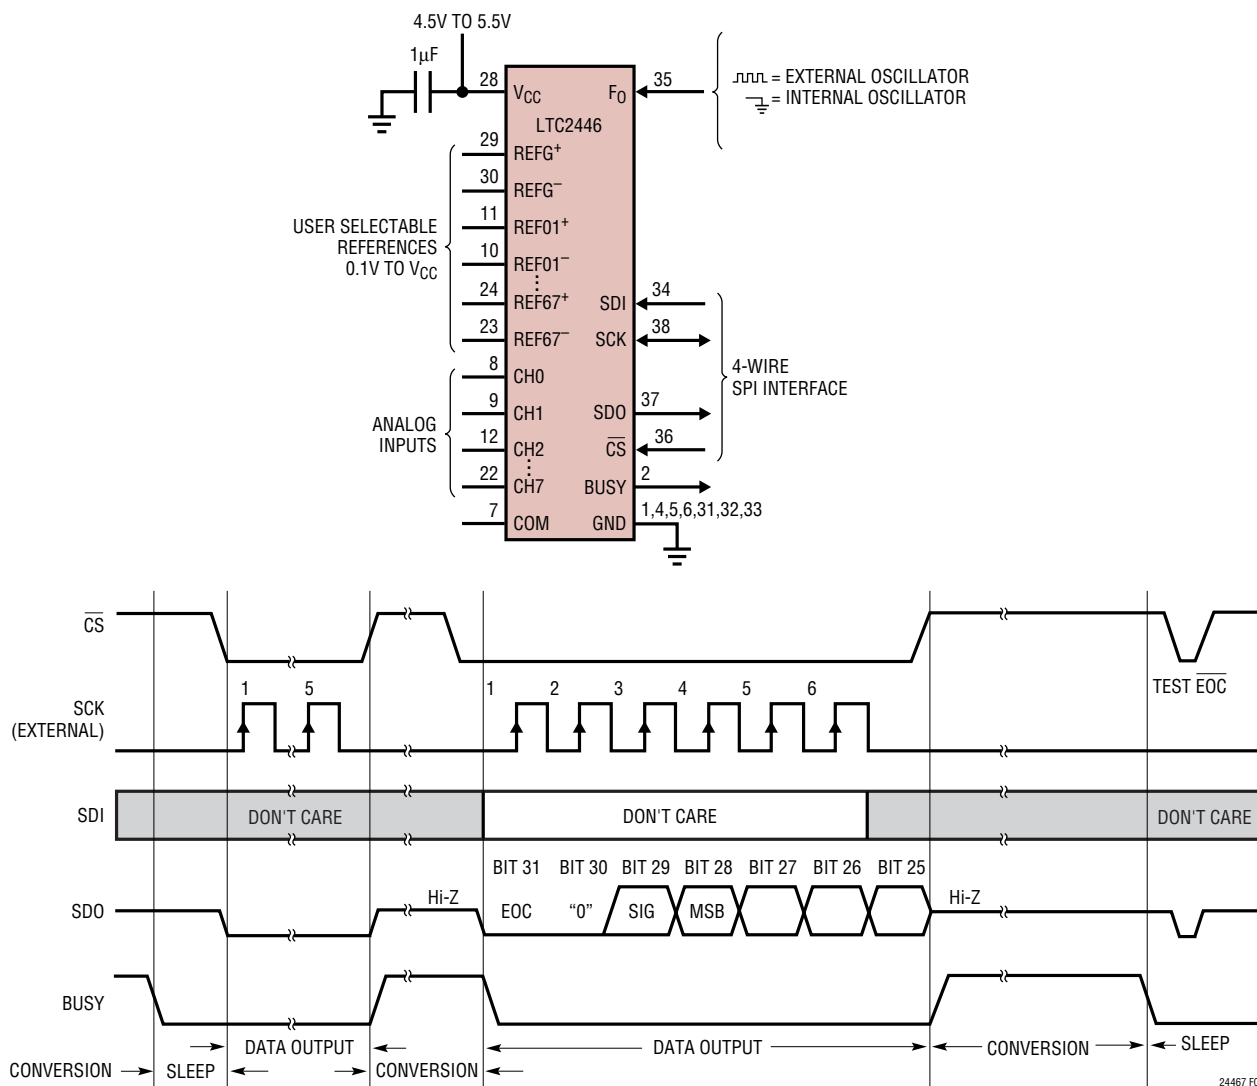 4.5V TO 5.5V
1µF
28
VCC
FO
35
= EXTERNAL OSCILLATOR
= INTERNAL OSCILLATOR
LTC2446
29
REFG+
30
REFG–
11
REF01+
10
REF01–
24
REF67+
23
REF67–
USER SELECTABLE
REFERENCES
0.1V TO VCC
8
CH0
9
CH1
12
CH2
22
CH7
7
COM
ANALOG
INPUTS
SDI
34
SCK
38
SDO
37
CS
36
4-WIRE
SPI INTERFACE
BUSY
2
GND
1,4,5,6,31,32,33
CS
TEST EOC
SCK
(EXTERNAL)
1 5 1 2 3 4 5 6
SDI
DON'T CARE DON'T CARE DON'T CARE
BIT 31 BIT 30 BIT 29 BIT 28 BIT 27 BIT 26 BIT 25
SDO
Hi-Z EOC “0” SIG MSB Hi-Z
BUSY
CONVERSION SLEEP DATA OUTPUT CONVERSION DATA OUTPUT CONVERSION SLEEP